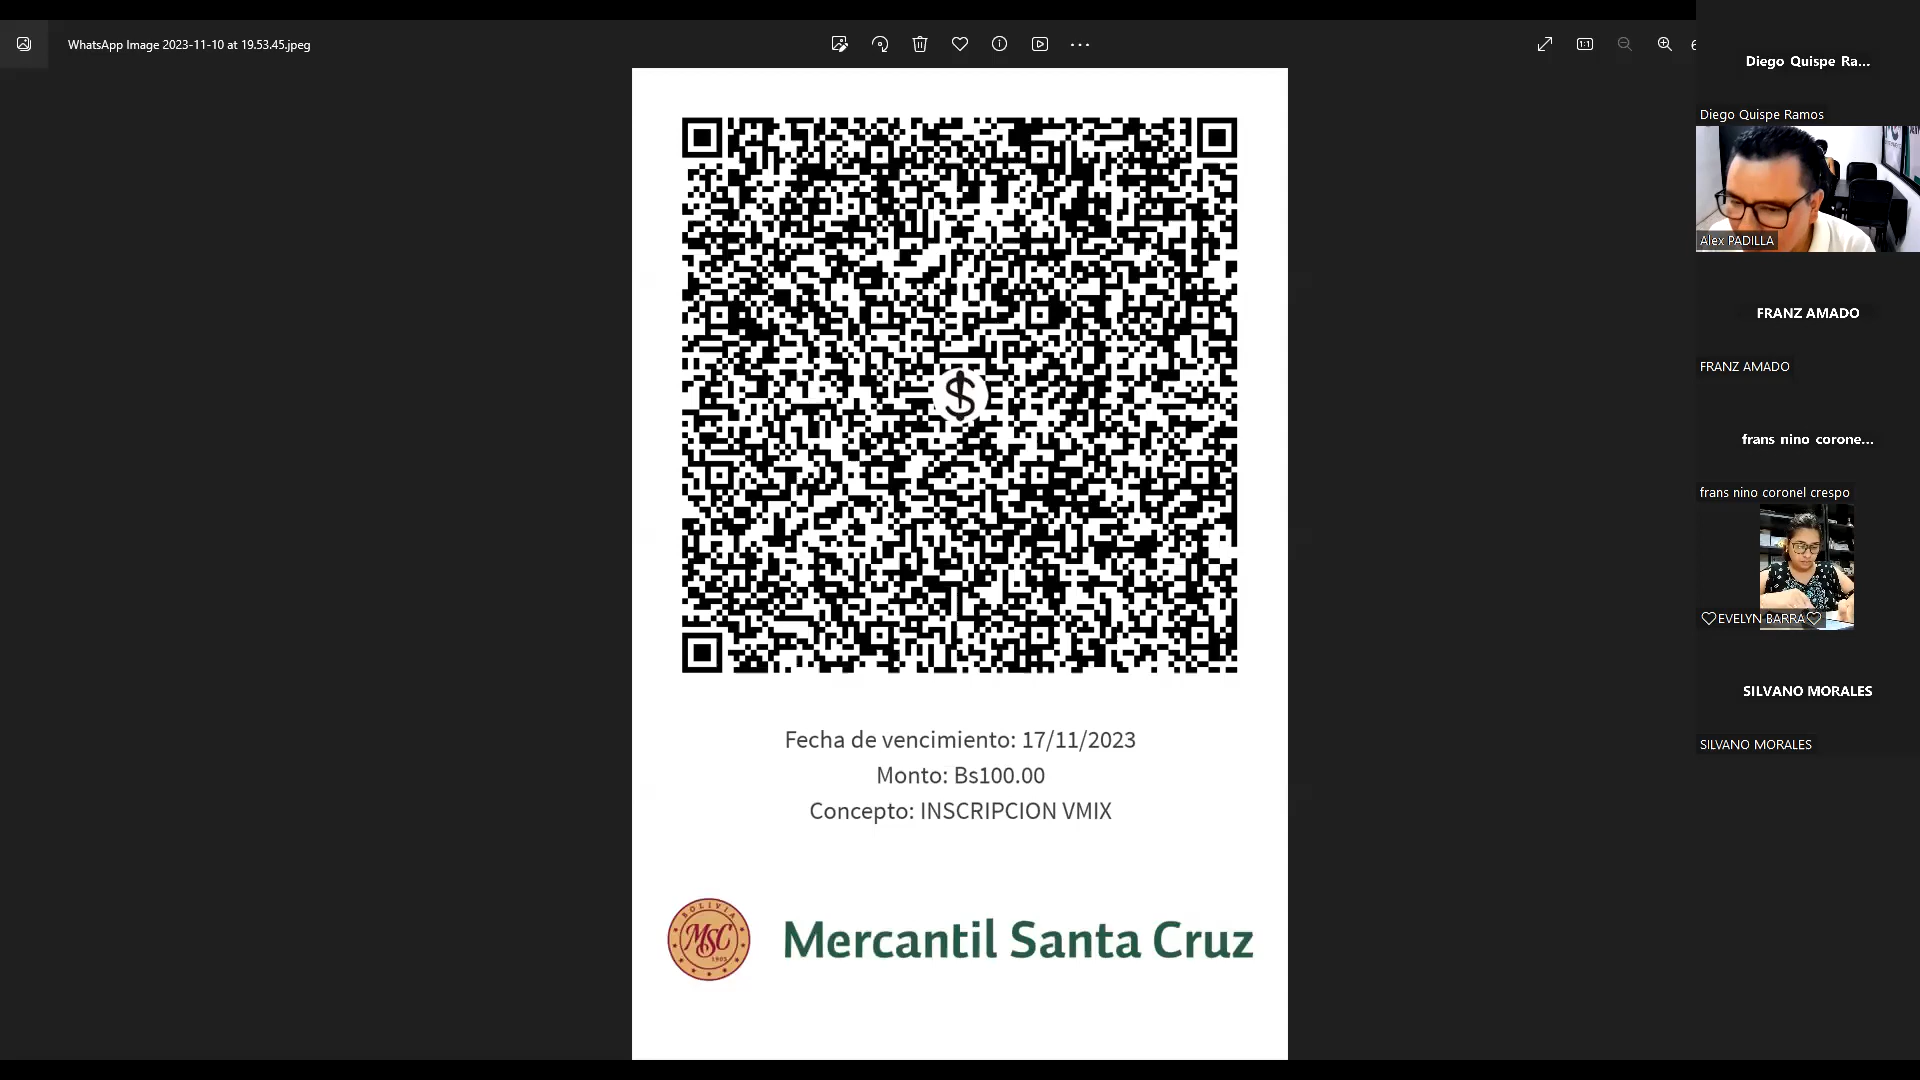 WhatsApp Image 2023-11-10 at 19.53.45.jpeg
Diego Quispe Ra...
Diego Quispe Ramos
Alex PADILLA
FRANZ AMADO
FRANZ AMADO
frans nino corone...
frans nino coronel crespo
♡EVELYN BARRA♡
SILVANO MORALES
SILVANO MORALES
$
Fecha de vencimiento: 17/11/2023
Monto: Bs100.00
Concepto: INSCRIPCION VMIX
BOLIVIA
MSC
1905
Mercantil Santa Cruz